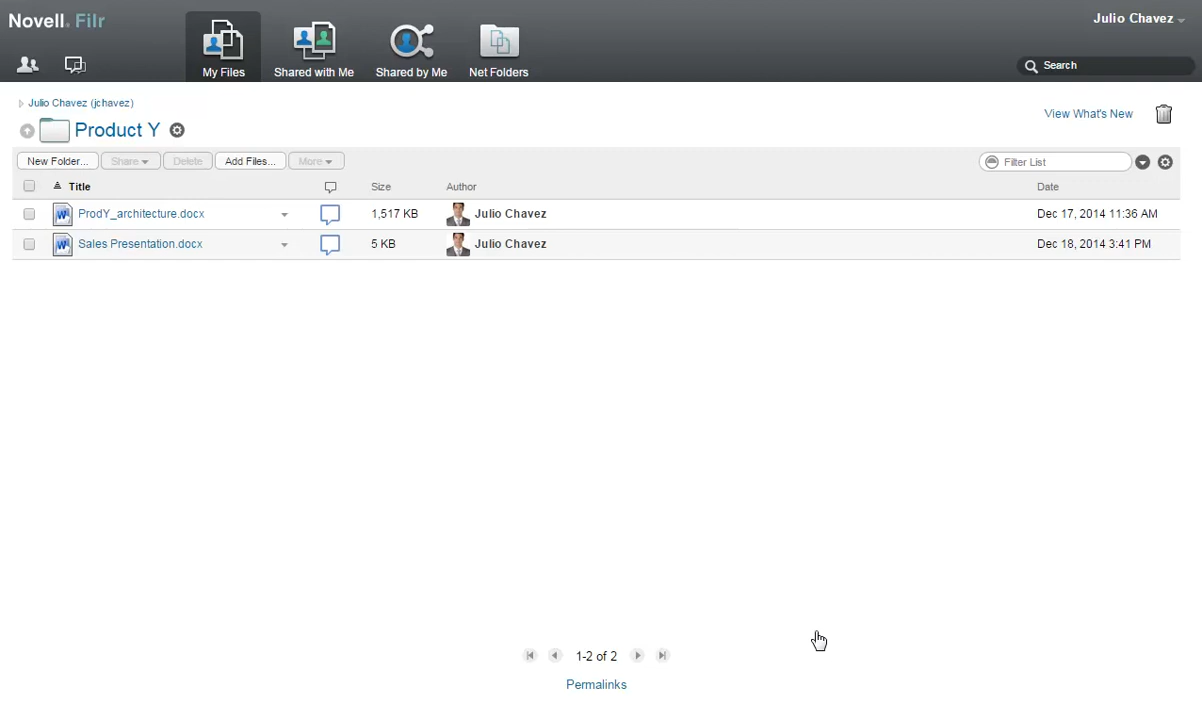 Novell. Filr
Julio Chavez
My Files
Shared with Me
Shared by Me
Net Folders
Search
Julio Chavez (jchavez)
View What's New
Product Y
New Folder...
Share
Delete
Add Files...
More
Filter List
Title
Size
Author
Date
ProdY_architecture.docx
1,517 KB
Julio Chavez
Dec 17, 2014 11:36 AM
Sales Presentation.docx
5 KB
Julio Chavez
Dec 18, 2014 3:41 PM
1-2 of 2
Permalinks